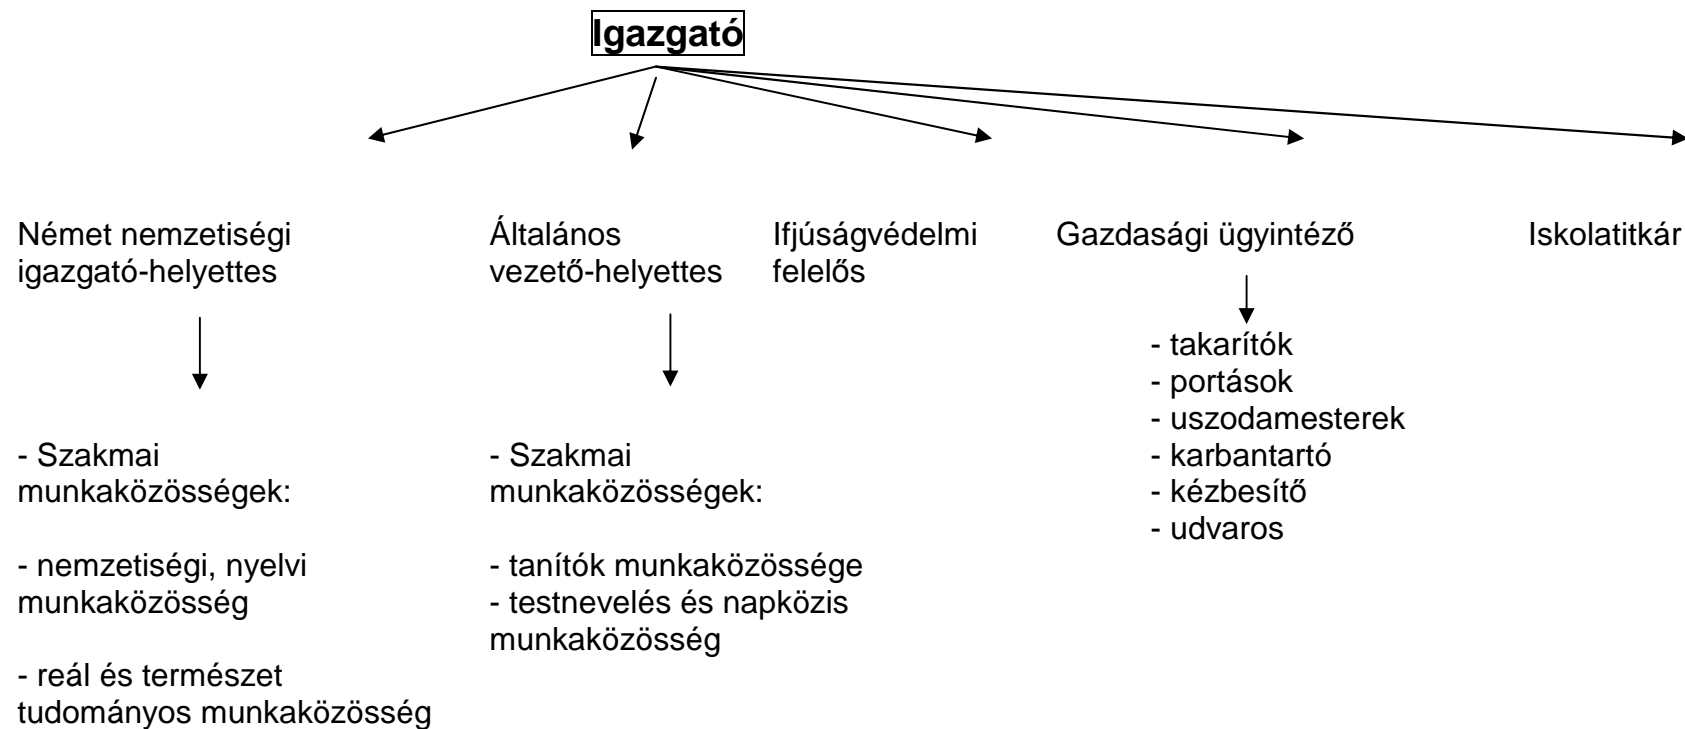 Igazgató
Német nemzetiségi
igazgató-helyettes
Általános
vezető-helyettes
Ifjúságvédelmi
felelős
Gazdasági ügyintéző
Iskolatitkár
- Szakmai
munkaközösségek:
- nemzetiségi, nyelvi
munkaközösség
- reál és természet
tudományos munkaközösség
- Szakmai
munkaközösségek:
- tanítók munkaközössége
- testnevelés és napközis
munkaközösség
- takarítók
- portások
- uszodamesterek
- karbantartó
- kézbesítő
- udvaros